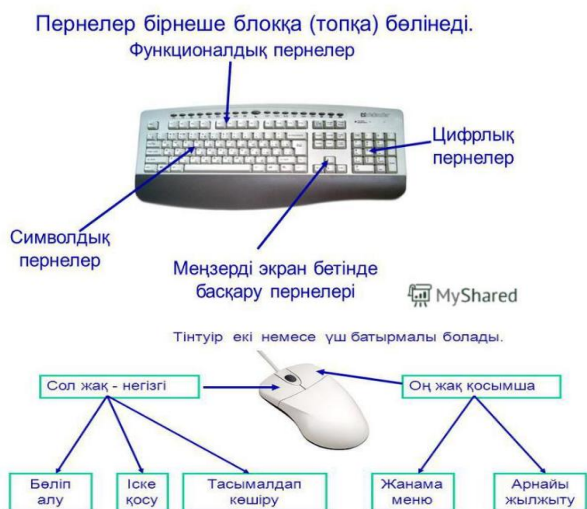 Пернелер бірнеше блокқа (топқа) бөлінеді.
Функционалдық пернелер
Цифрлық
пернелер
Символдық
пернелер
Меңзерді экран бетінде
басқару пернелері
MyShared
Тінтуір екі немесе үш батырмалы болады.
Сол жақ - негізгі
Оң жақ қосымша
Бөліп
алу
Іске
қосу
Тасымалдап
көшіру
Жанама
меню
Арнайы
жылжыту